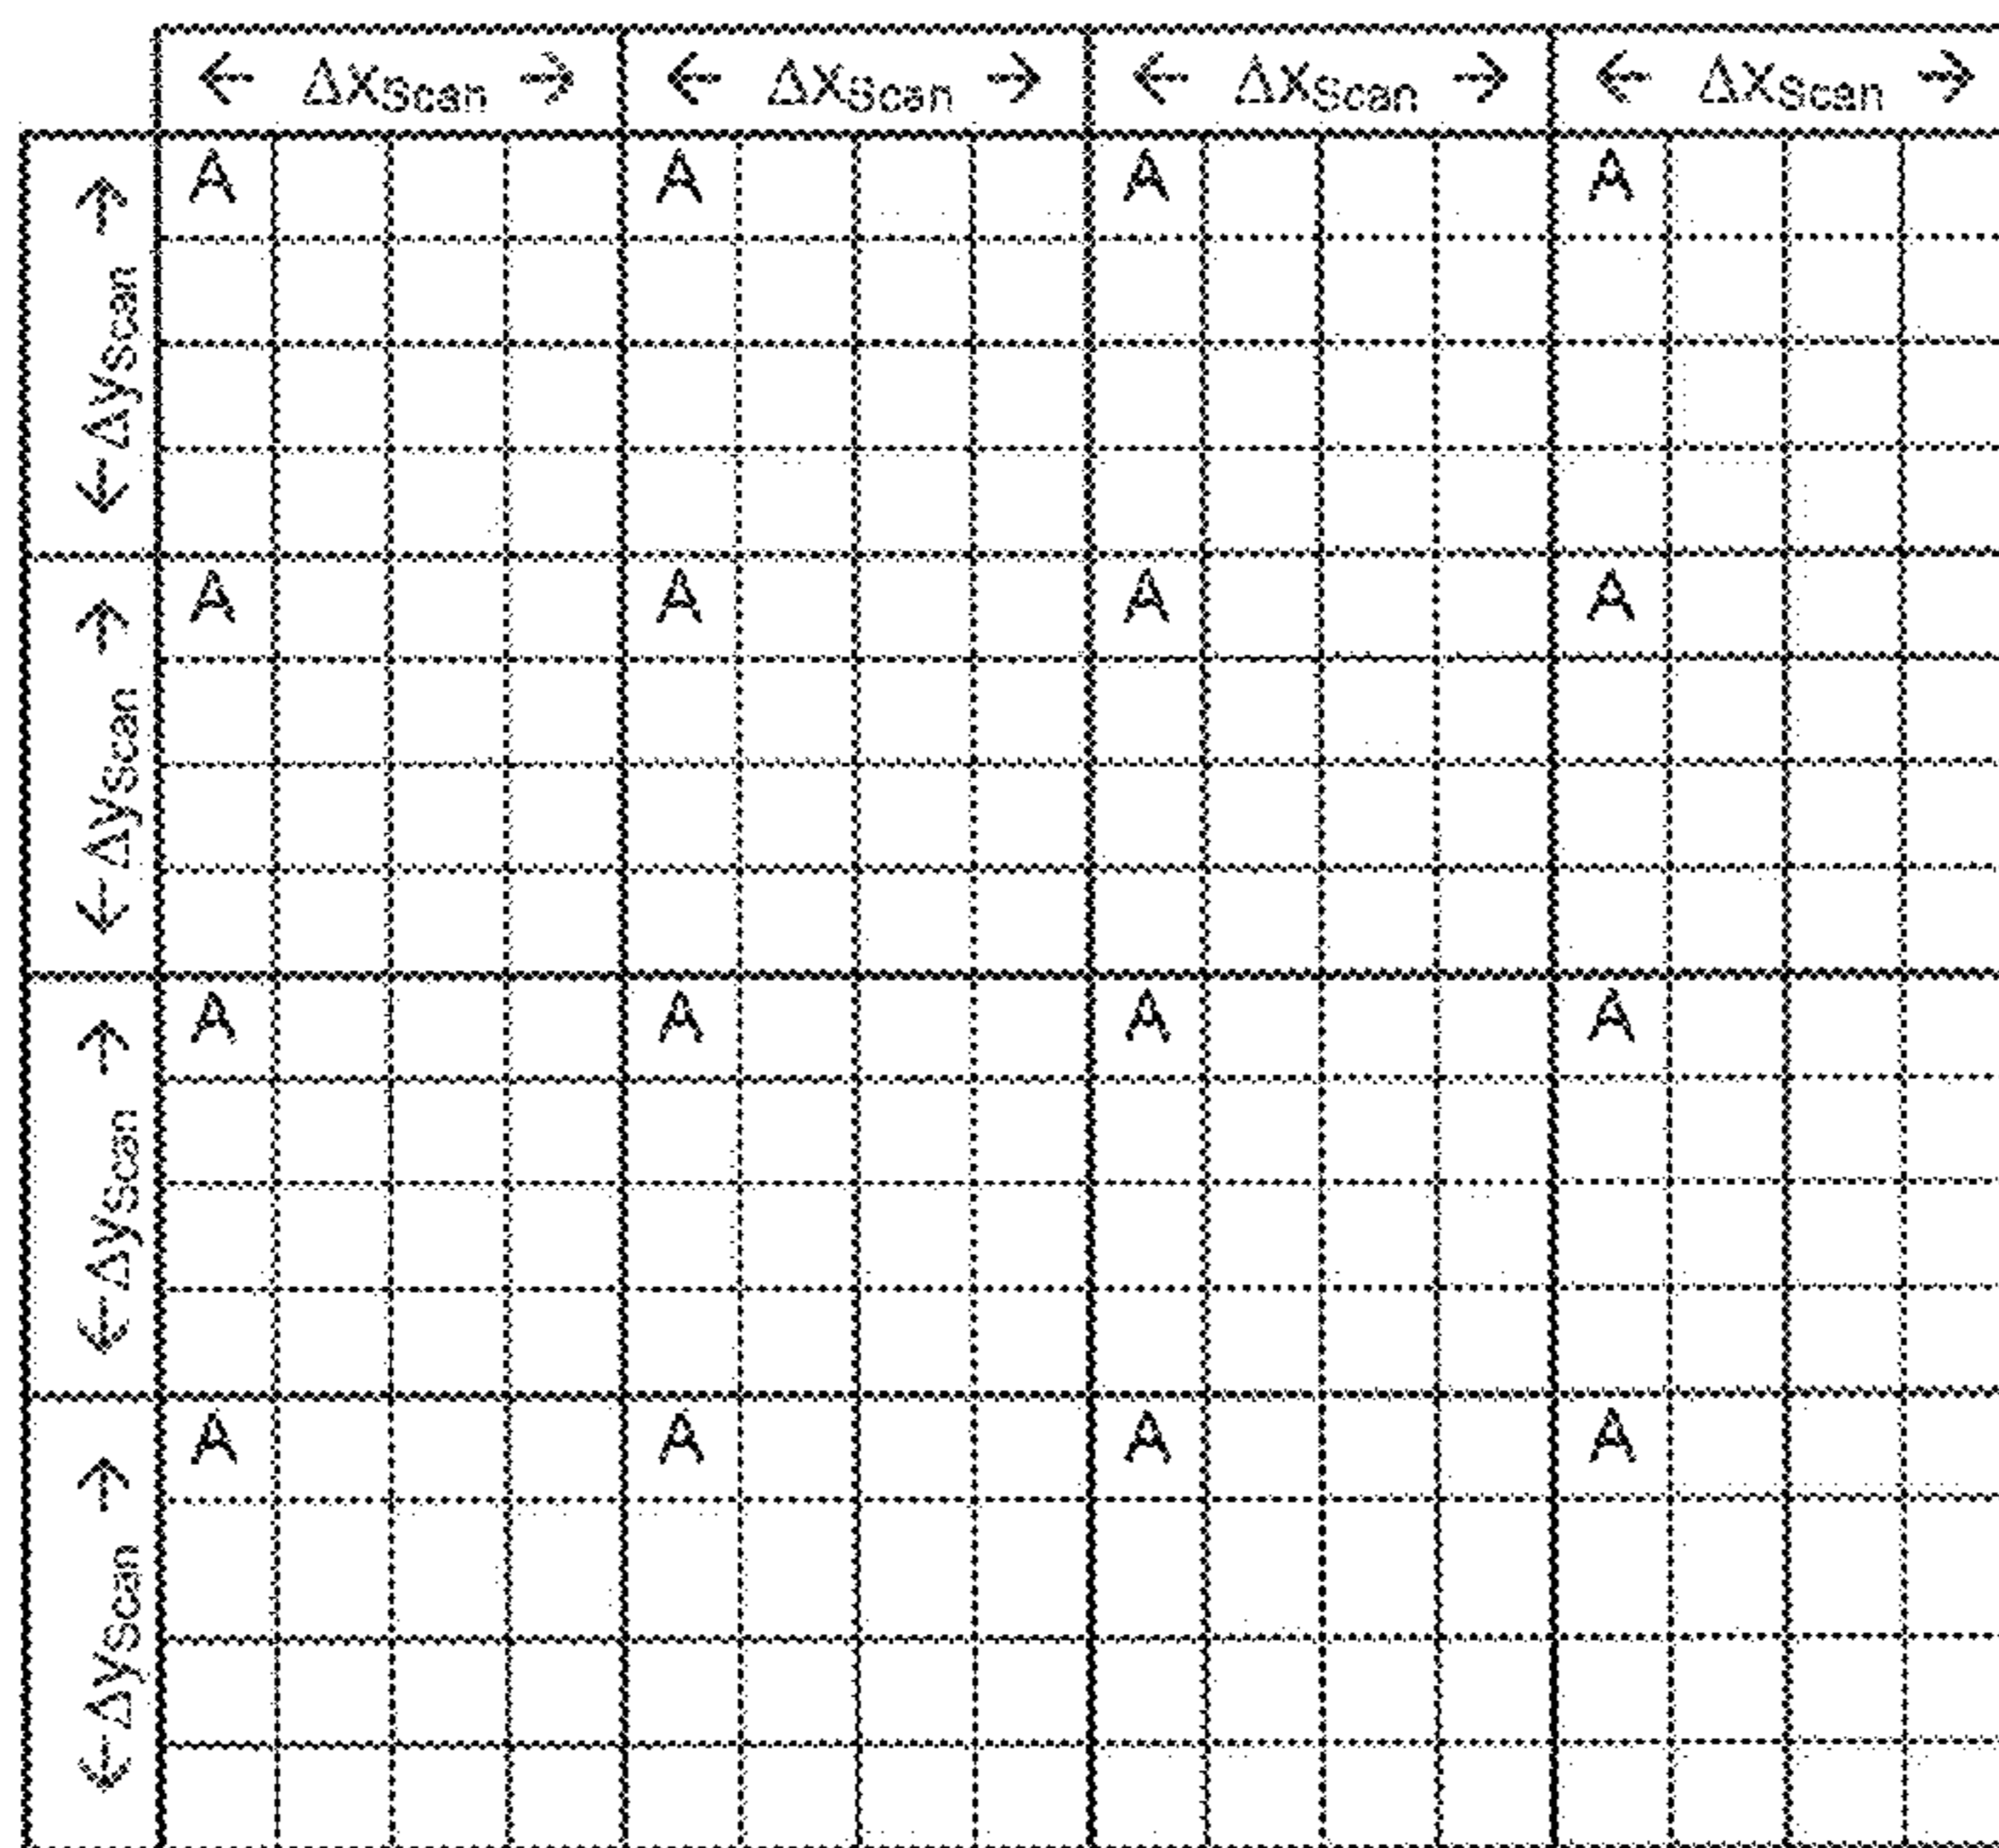 ← ΔxScan → ← ΔxScan → ← ΔxScan → ← ΔxScan →
← ΔyScan → A A A A
← ΔyScan → A A A A
← ΔyScan → A A A A
← ΔyScan → A A A A